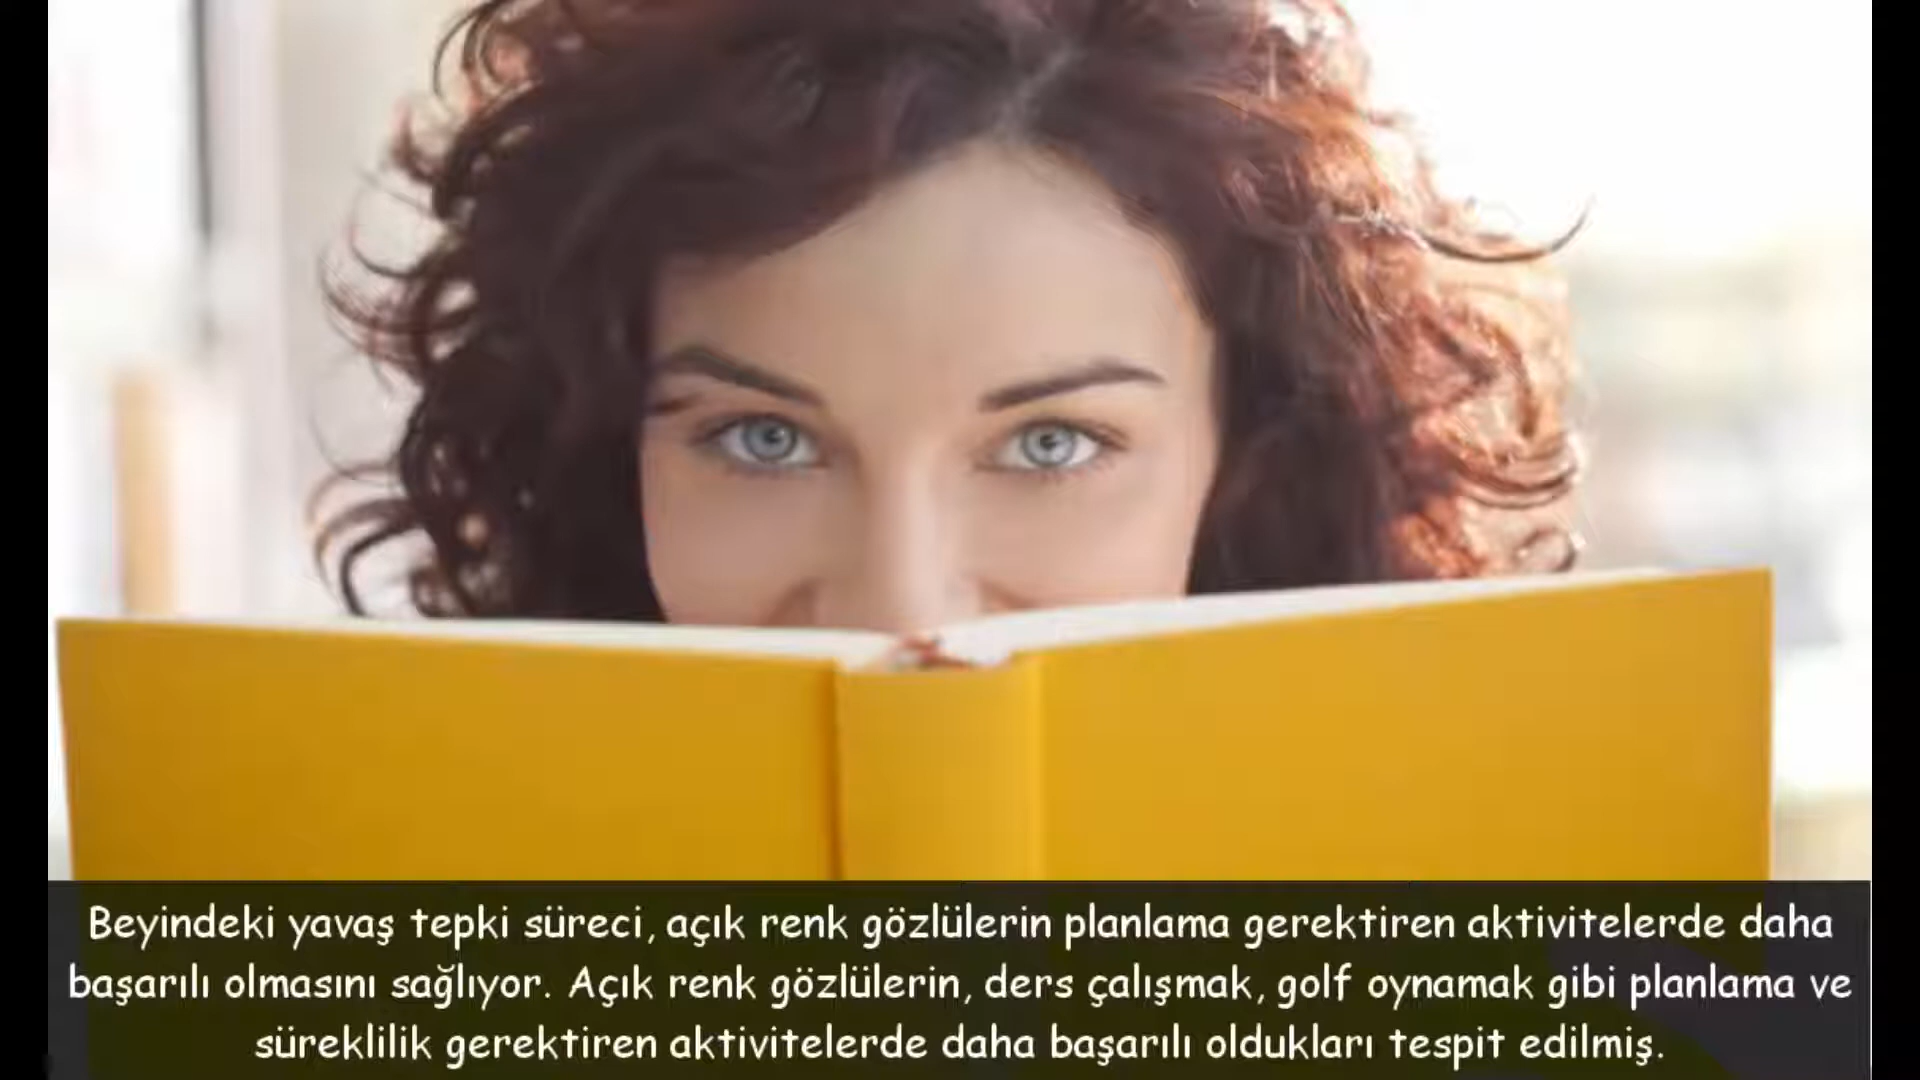 Beyindeki yavaş tepki süreci, açık renk gözlülerin planlama gerektiren aktivitelerde daha
başarılı olmasını sağlıyor. Açık renk gözlülerin, ders çalışmak, golf oynamak gibi planlama ve
süreklilik gerektiren aktivitelerde daha başarılı oldukları tespit edilmiş.